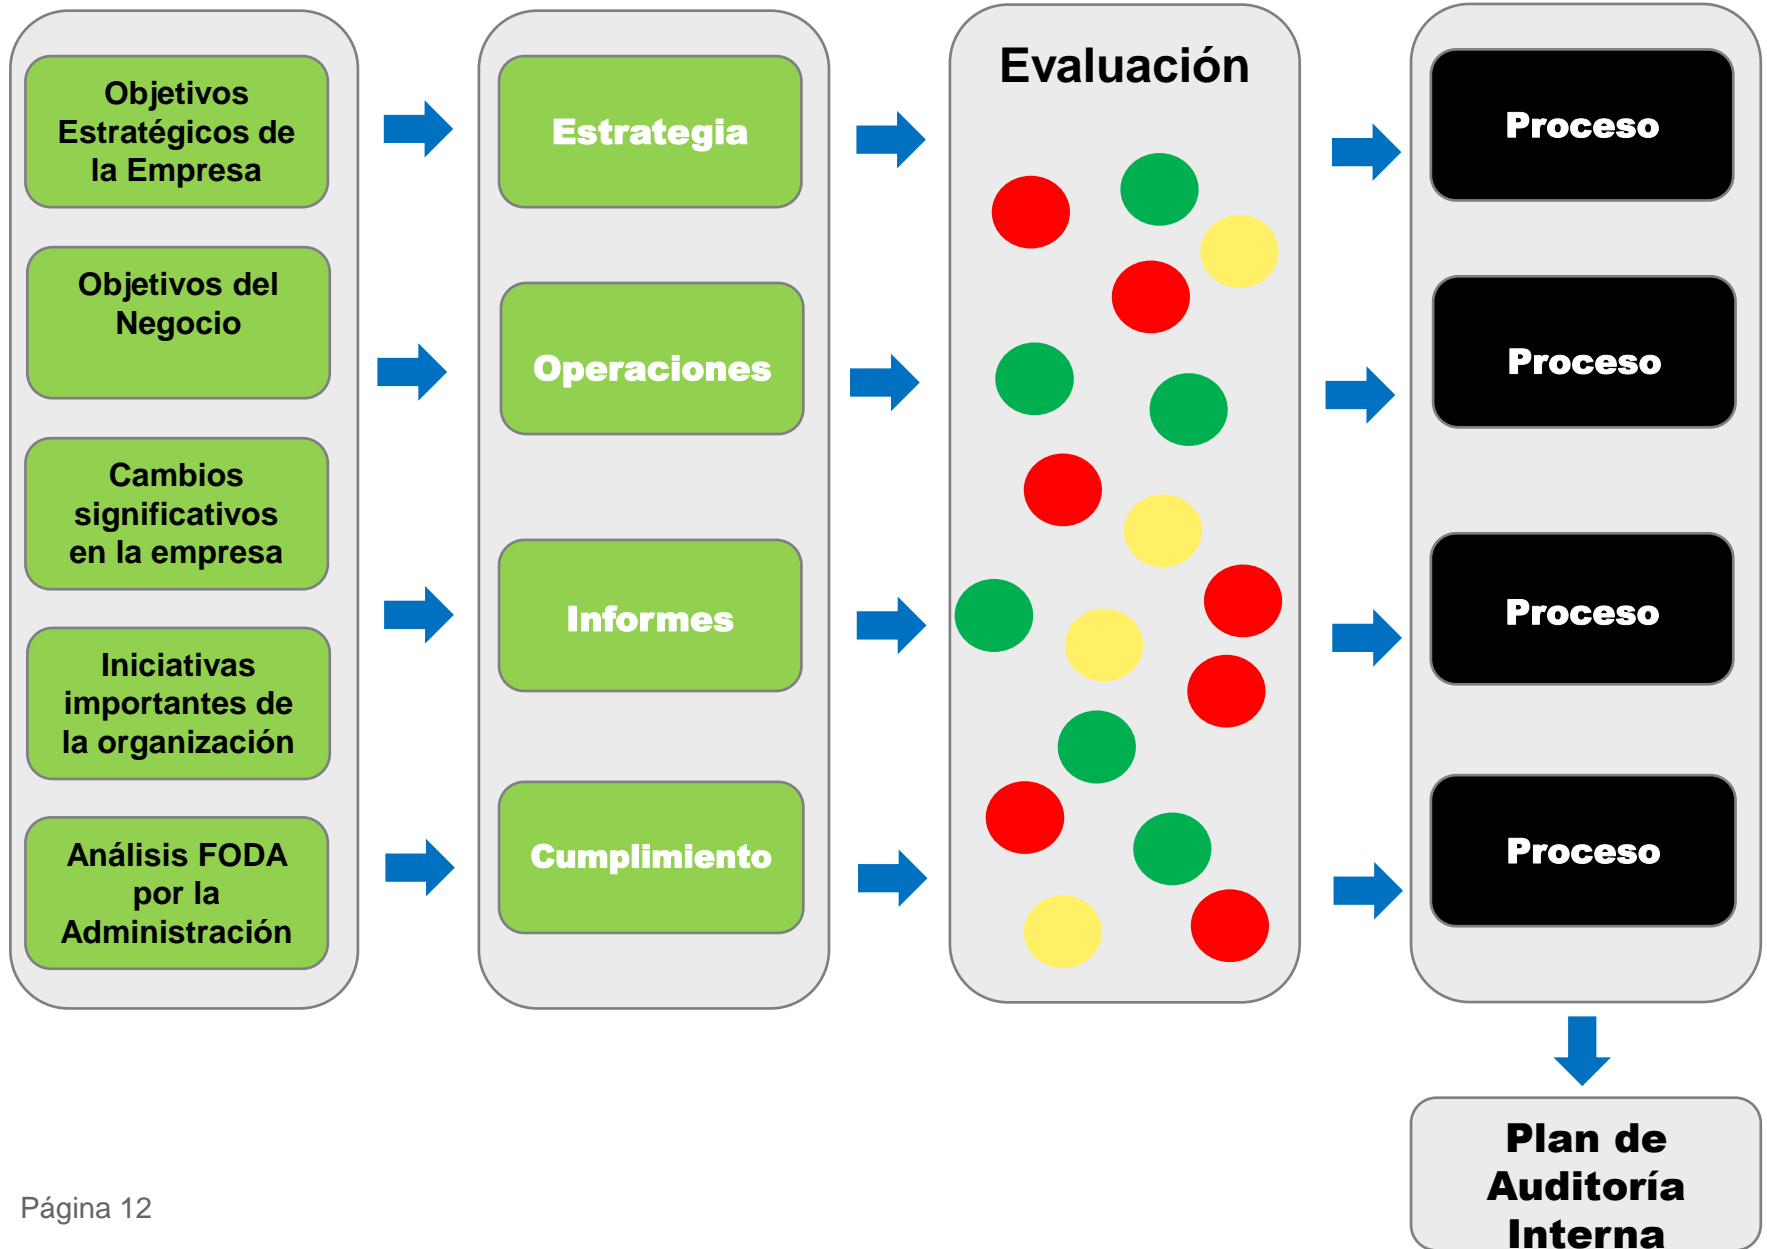 Objetivos
Estratégicos de
la Empresa
Objetivos del
Negocio
Cambios
significativos
en la empresa
Iniciativas
importantes de
la organización
Análisis FODA
por la
Administración
Estrategia
Operaciones
Informes
Cumplimiento
Evaluación
Proceso
Proceso
Proceso
Proceso
Plan de
Auditoría
Interna
Página 12